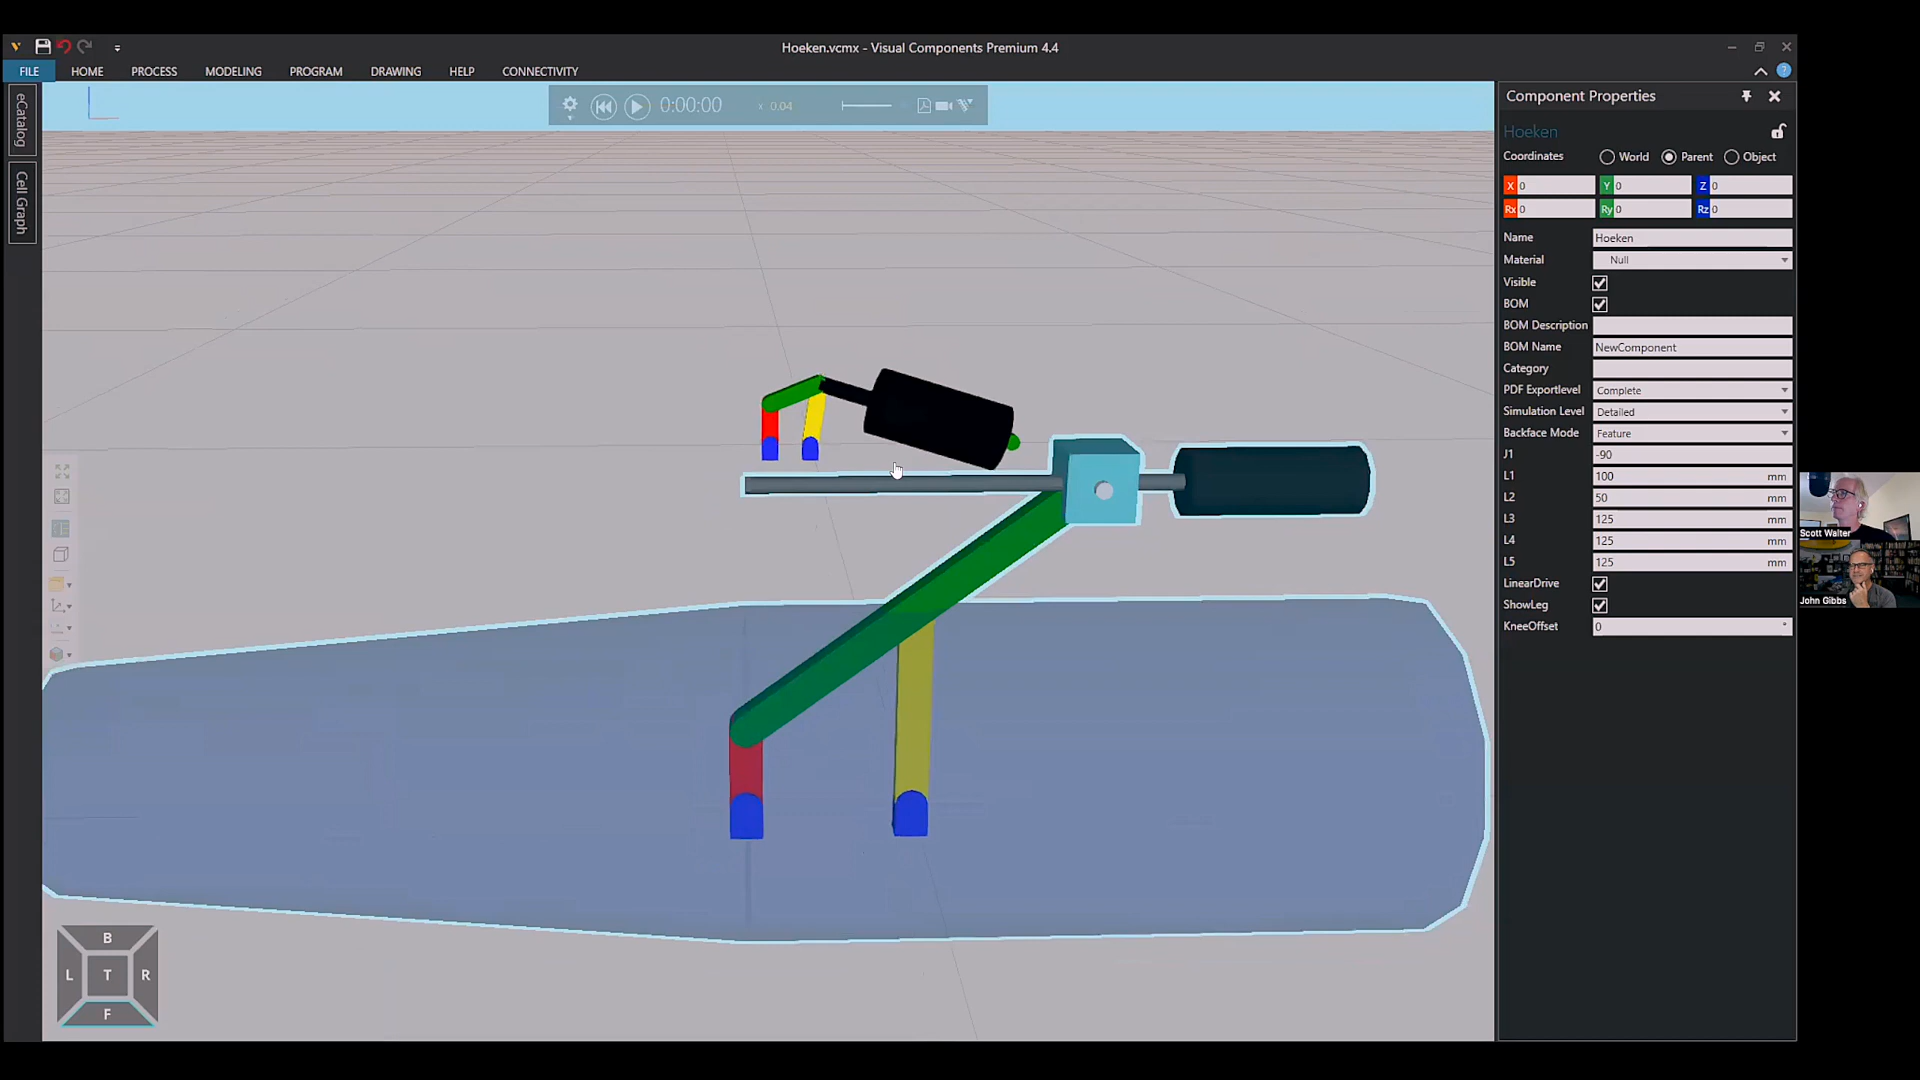 Hoeken.vcmx - Visual Components Premium 4.4
FILE HOME PROCESS MODELING PROGRAM DRAWING HELP CONNECTIVITY
eCatalog
Cell Graph
0:00:00 x 0.04
Component Properties
Hoeken
Coordinates World Parent Object
X 0 Y 0 Z 0
Rx 0 Ry 0 Rz 0
Name Hoeken
Material Null
Visible
BOM
BOM Description
BOM Name NewComponent
Category
PDF Exportlevel Complete
Simulation Level Detailed
Backface Mode Feature
J1 -90
L1 100 mm
L2 50 mm
L3 125 mm
L4 125 mm
L5 125 mm
LinearDrive
ShowLeg
KneeOffset 0 °
Scott Walter
John Gibbs
B
L T R
F